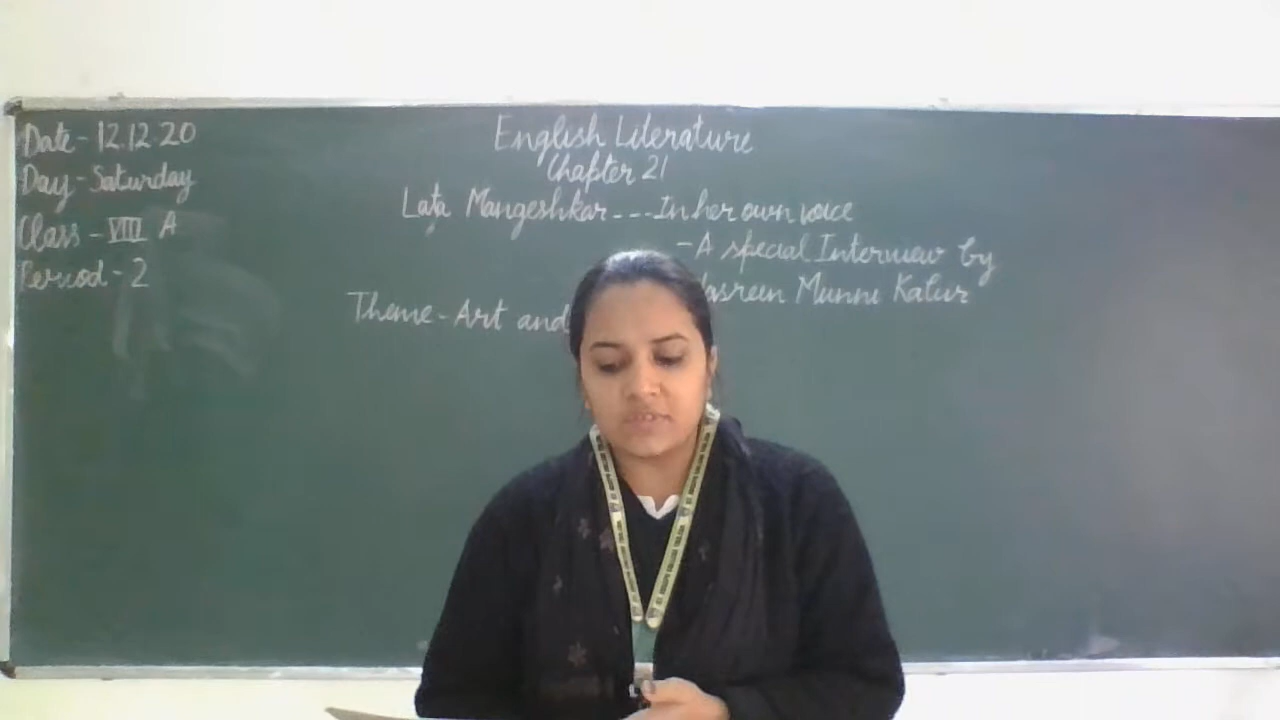 Date - 12.12.20
Day - Saturday
Class - VIII A
Period - 2
English Literature
Chapter 21
Lata Mangeshkar --- In her own voice
- A special Interview by
Munni Kabir
Theme - Art and